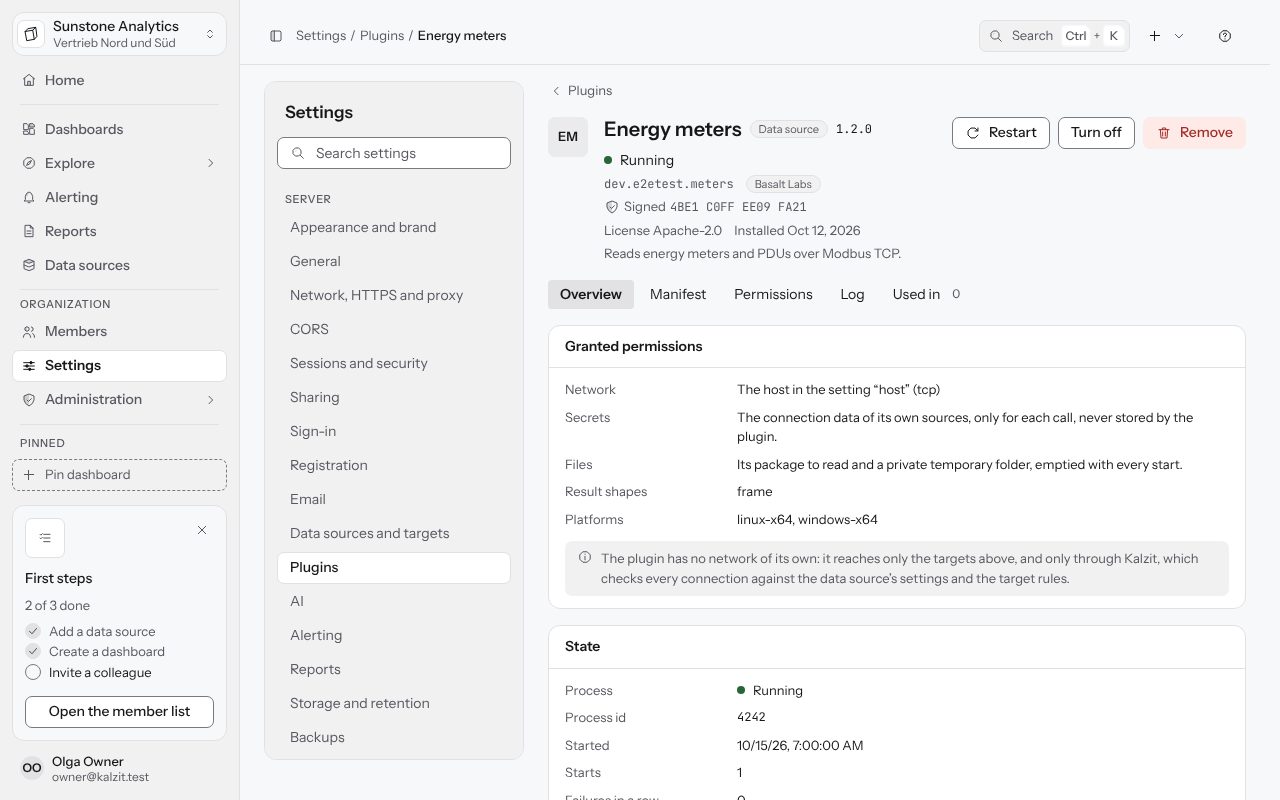 Sunstone Analytics
Vertrieb Nord und Süd
Home
Dashboards
Explore
Alerting
Reports
Data sources
ORGANIZATION
Members
Settings
Administration
PINNED
Pin dashboard
First steps
2 of 3 done
Add a data source
Create a dashboard
Invite a colleague
Open the member list
OO
Olga Owner
owner@kalzit.test
Settings / Plugins / Energy meters
Search Ctrl + K
Settings
Search settings
SERVER
Appearance and brand
General
Network, HTTPS and proxy
CORS
Sessions and security
Sharing
Sign-in
Registration
Email
Data sources and targets
Plugins
AI
Alerting
Reports
Storage and retention
Backups
Plugins
EM
Energy meters Data source 1.2.0
Restart
Turn off
Remove
Running
dev.e2etest.meters Basalt Labs
Signed 4BE1 C0FF EE09 FA21
License Apache-2.0 Installed Oct 12, 2026
Reads energy meters and PDUs over Modbus TCP.
Overview Manifest Permissions Log Used in 0
Granted permissions
Network The host in the setting “host” (tcp)
Secrets The connection data of its own sources, only for each call, never stored by the
plugin.
Files Its package to read and a private temporary folder, emptied with every start.
Result shapes frame
Platforms linux-x64, windows-x64
The plugin has no network of its own: it reaches only the targets above, and only through Kalzit, which
checks every connection against the data source's settings and the target rules.
State
Process Running
Process id 4242
Started 10/15/26, 7:00:00 AM
Starts 1
Failures in a row 0